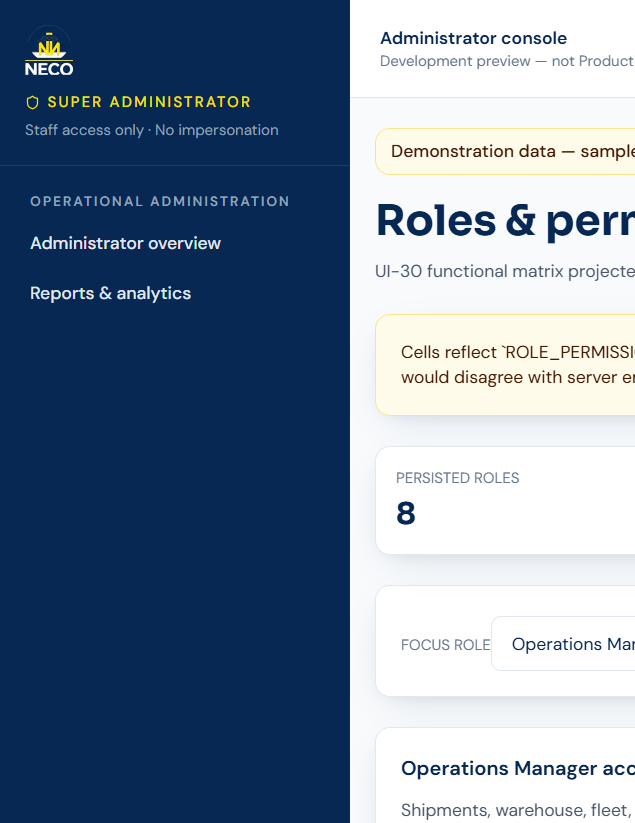 NECO
SUPER ADMINISTRATOR
Staff access only · No impersonation
OPERATIONAL ADMINISTRATION
Administrator overview
Reports & analytics
Administrator console
Development preview — not Product
Demonstration data — sample
Roles & perm
UI-30 functional matrix projecte
Cells reflect `ROLE_PERMISSI
would disagree with server en
PERSISTED ROLES
8
FOCUS ROLE
Operations Man
Operations Manager acc
Shipments, warehouse, fleet,